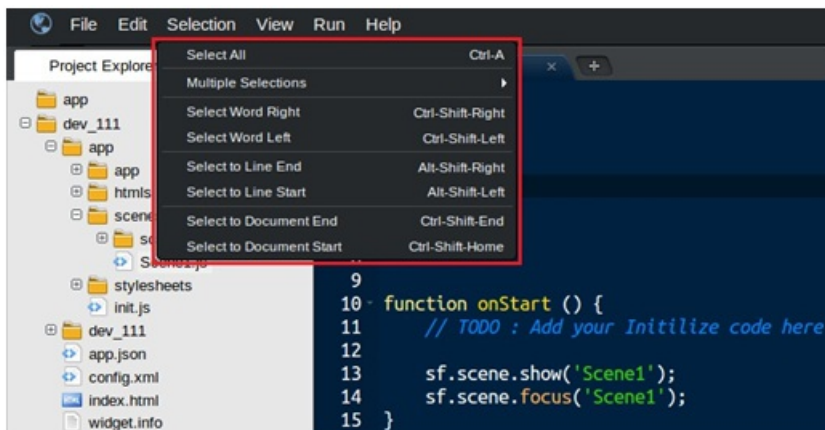 File Edit Selection View Run Help
Project Explore
Select All Ctrl-A
Multiple Selections
Select Word Right Ctrl-Shift-Right
Select Word Left Ctrl-Shift-Left
Select to Line End Alt-Shift-Right
Select to Line Start Alt-Shift-Left
Select to Document End Ctrl-Shift-End
Select to Document Start Ctrl-Shift-Home
app
dev_111
app
app
htmls
scene
stylesheets
init.js
dev_111
app.json
config.xml
index.html
widget.info
9
10 function onStart () {
11 // TODO : Add your Initilize code here
12
13 sf.scene.show('Scene1');
14 sf.scene.focus('Scene1');
15 }